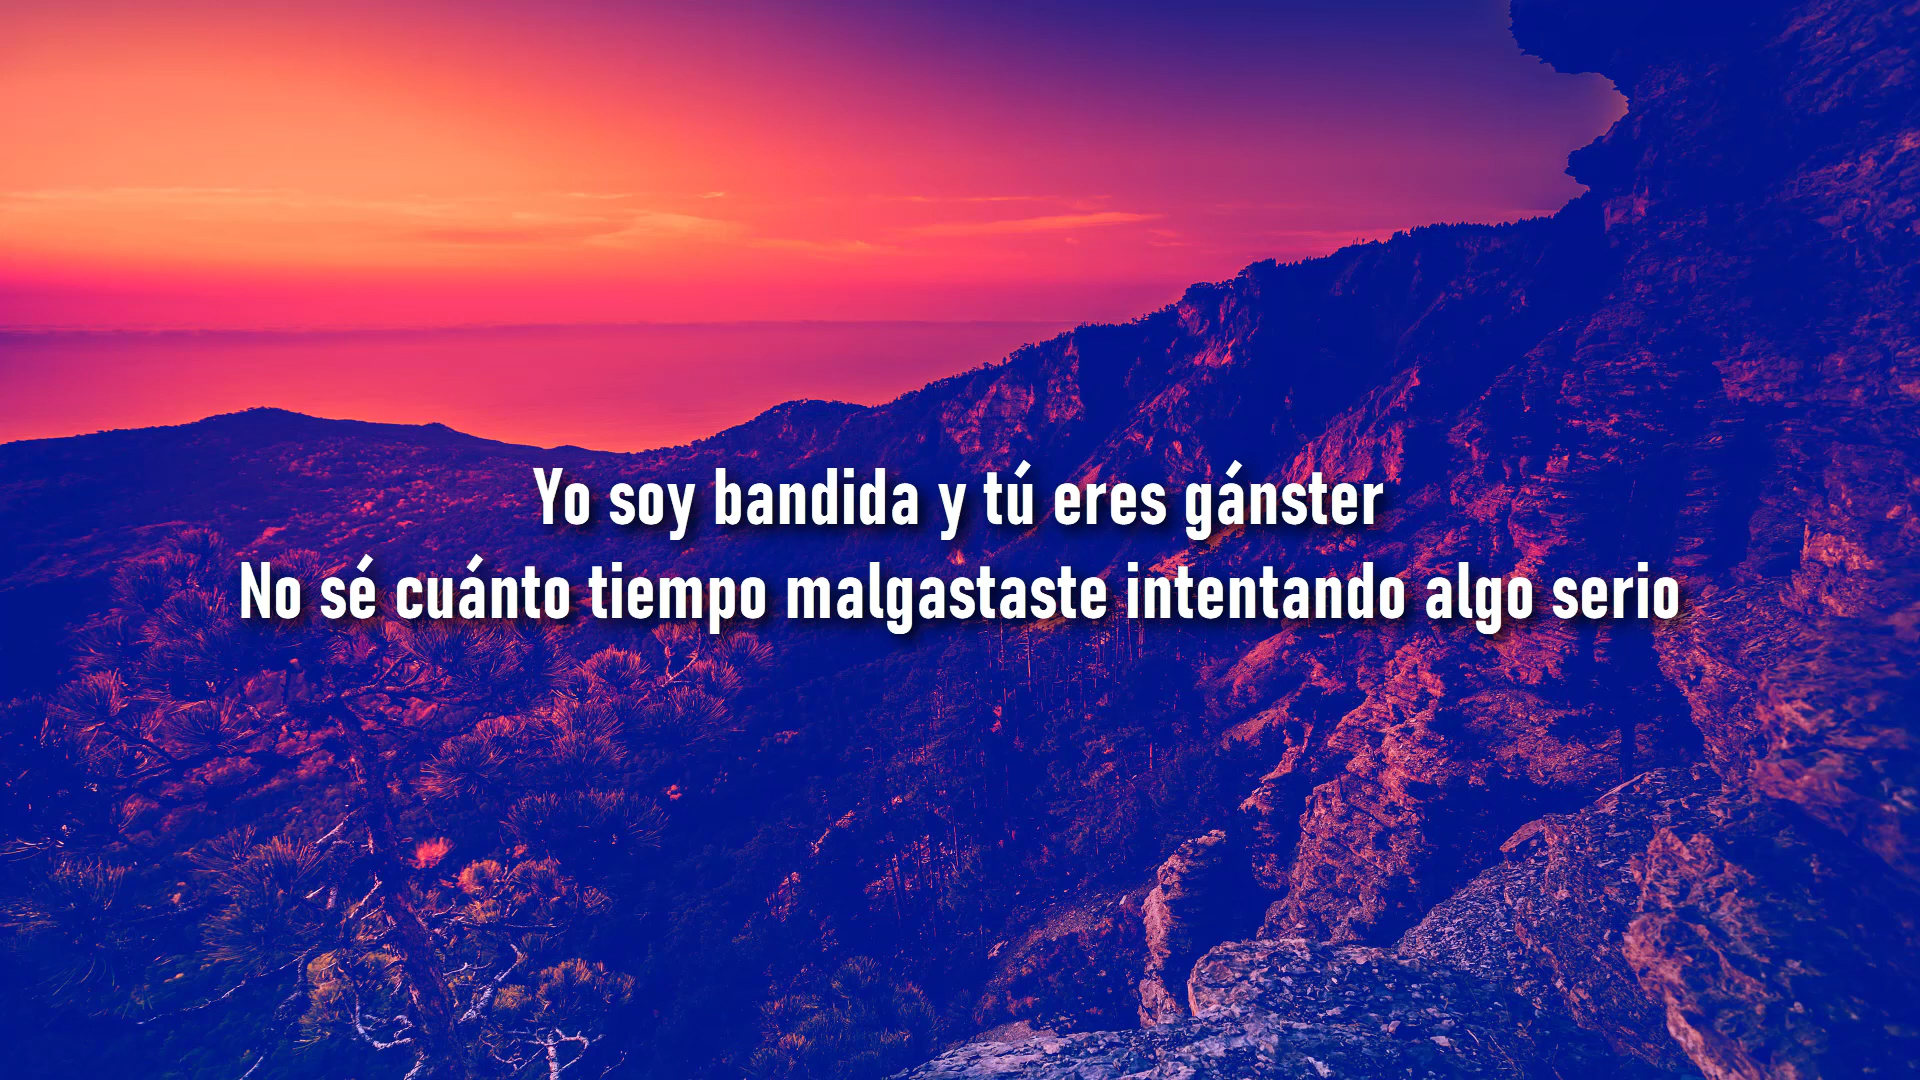 Yo soy bandida y tú eres gánster
No sé cuánto tiempo malgastaste intentando algo serio